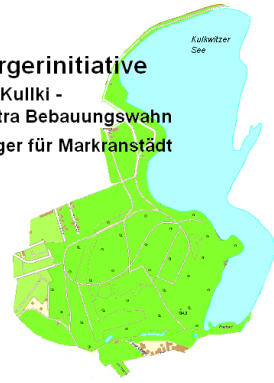 Kulkwitzer
See
rgerinitiative
Kullki -
tra Bebauungswahn
ger für Markranstädt